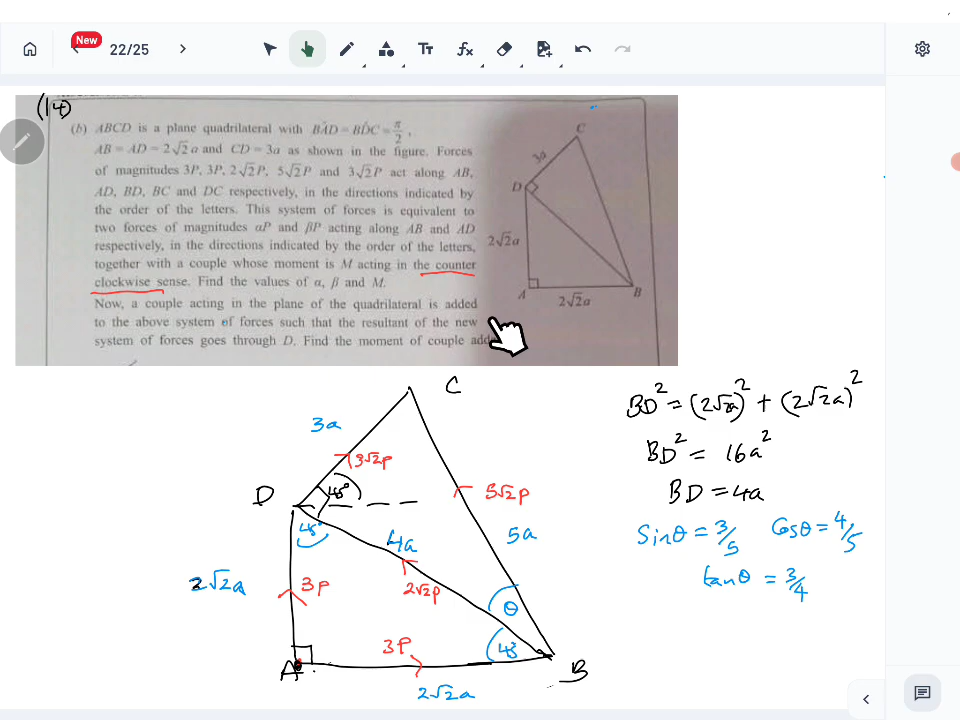 New
22/25
Tт
fx
(14)
(b) ABCD is a plane quadrilateral with BÂD = BD̂C = π/2 ,
AB = AD = 2√2 a and CD = 3a as shown in the figure. Forces
of magnitudes 3P, 3P, 2√2P, 5√2P and 3√2P act along AB,
AD, BD, BC and DC respectively, in the directions indicated by
the order of the letters. This system of forces is equivalent to
two forces of magnitudes αP and βP acting along AB and AD
respectively, in the directions indicated by the order of the letters,
together with a couple whose moment is M acting in the counter
clockwise sense. Find the values of α, β and M.
Now, a couple acting in the plane of the quadrilateral is added
to the above system of forces such that the resultant of the new
system of forces goes through D. Find the moment of couple
C
3a
D
2√2a
A
B
2√2a
C
3a
3√2P
D
45°
45°
4a
5√2P
5a
2√2a
3P
2√2P
θ
45°
3P
A
B
2√2a
BD² = (2√2a)² + (2√2a)²
BD² = 16a²
BD = 4a
Sinθ = 3/5 Cosθ = 4/5
tanθ = 3/4